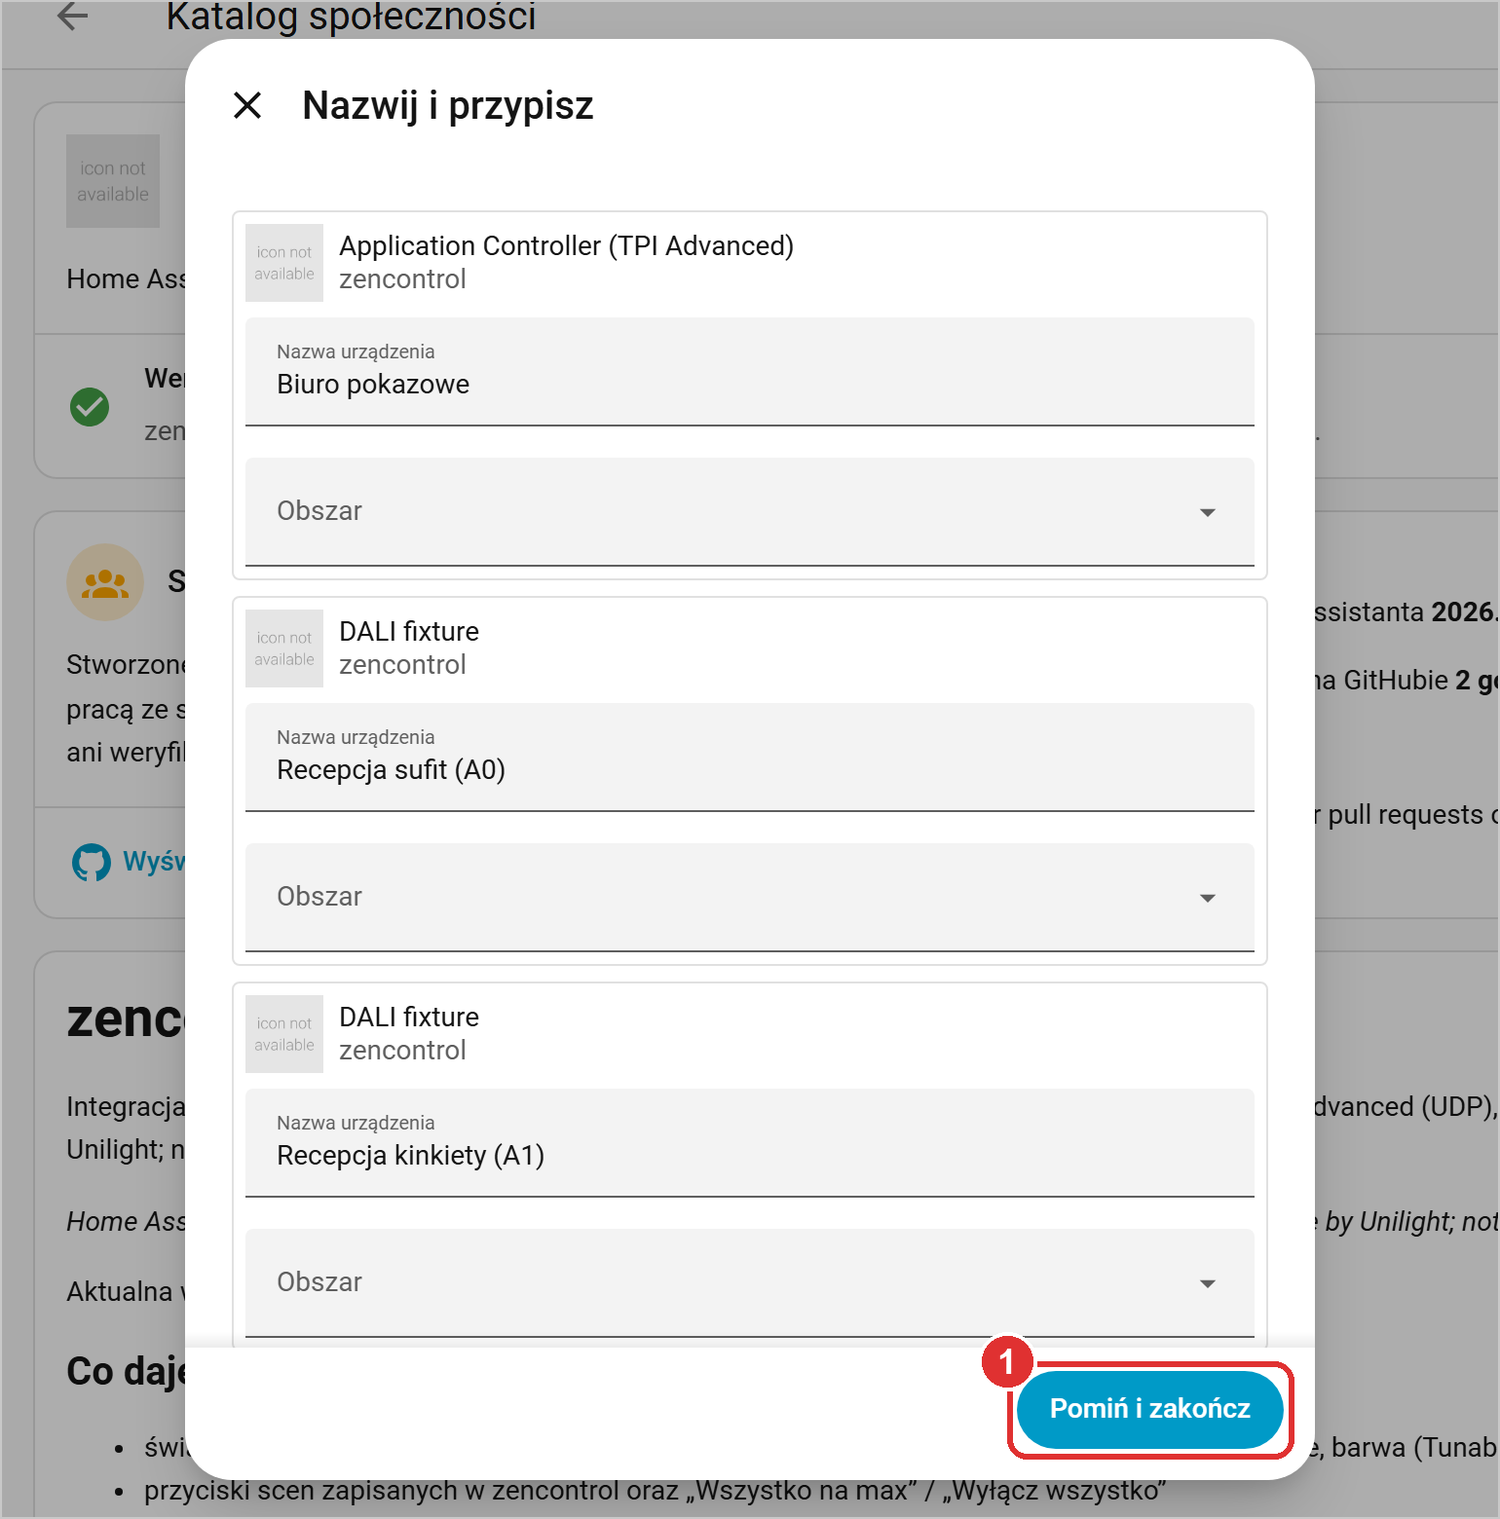 Katalog społeczności
Nazwij i przypisz
icon not
available
Home Ass
Wer
zen
.
Application Controller (TPI Advanced)
zencontrol
icon not
available
Nazwa urządzenia
Biuro pokazowe
Obszar
S
ssistanta 2026.
Stworzone
pracą ze s
ani weryfi
na GitHubie 2 go
r pull requests o
Wyśw
icon not
available
DALI fixture
zencontrol
Nazwa urządzenia
Recepcja sufit (A0)
Obszar
icon not
available
DALI fixture
zencontrol
Nazwa urządzenia
Recepcja kinkiety (A1)
Obszar
zenco
Integracja
dvanced (UDP),
Unilight; n
Home Ass
e by Unilight; not
Aktualna w
Co daje
1
Pomiń i zakończ
świa
e, barwa (Tunab
przyciski scen zapisanych w zencontrol oraz „Wszystko na max” / „Wyłącz wszystko”